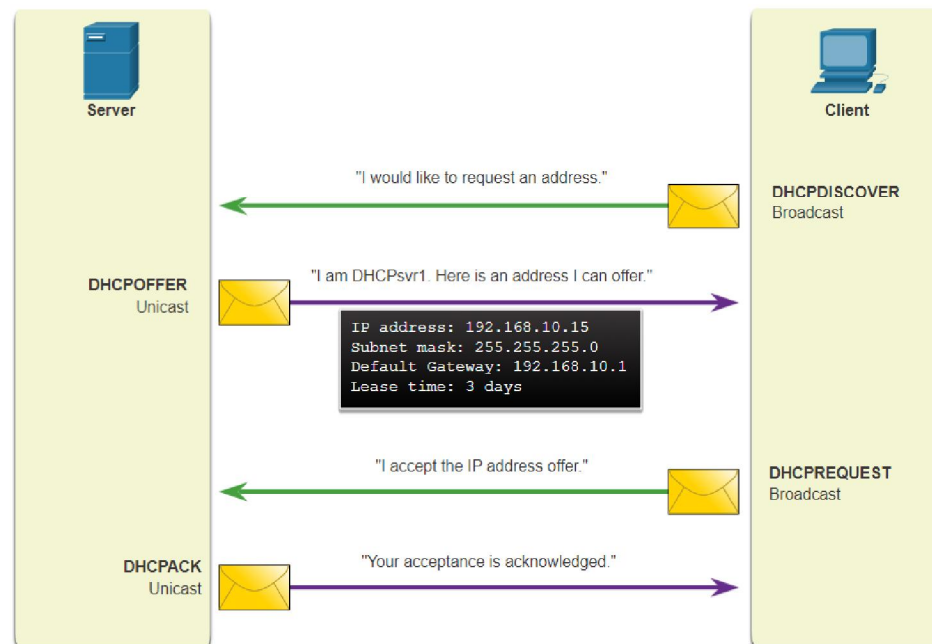 Server
Client
"I would like to request an address."
DHCPDISCOVER
Broadcast
"I am DHCPsvr1. Here is an address I can offer."
DHCPOFFER
Unicast
IP address: 192.168.10.15
Subnet mask: 255.255.255.0
Default Gateway: 192.168.10.1
Lease time: 3 days
"I accept the IP address offer."
DHCPREQUEST
Broadcast
"Your acceptance is acknowledged."
DHCPACK
Unicast